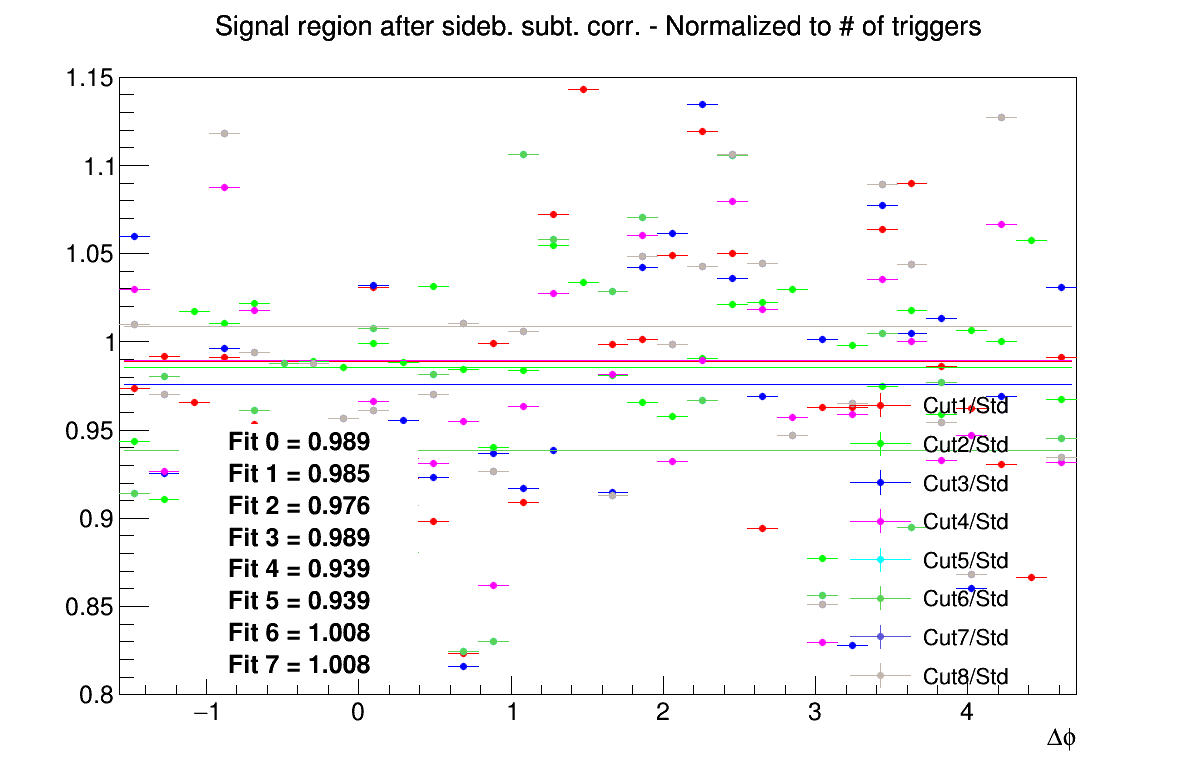 Signal region after sideb. subt. corr. - Normalized to # of triggers
1.15
1.1
1.05
1
0.95
0.9
0.85
0.8
Fit 0 = 0.989
Fit 1 = 0.985
Fit 2 = 0.976
Fit 3 = 0.989
Fit 4 = 0.939
Fit 5 = 0.939
Fit 6 = 1.008
Fit 7 = 1.008
Cut1/Std
Cut2/Std
Cut3/Std
Cut4/Std
Cut5/Std
Cut6/Std
Cut7/Std
Cut8/Std
−1 0 1 2 3 4
Δϕ